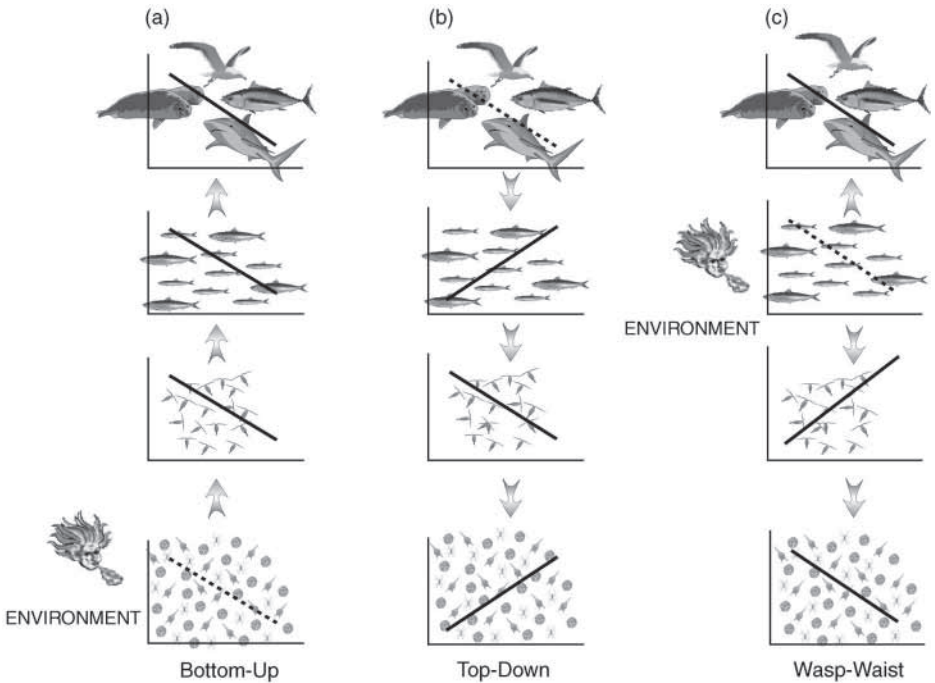 (a)
(b)
(c)
ENVIRONMENT
ENVIRONMENT
Bottom-Up
Top-Down
Wasp-Waist